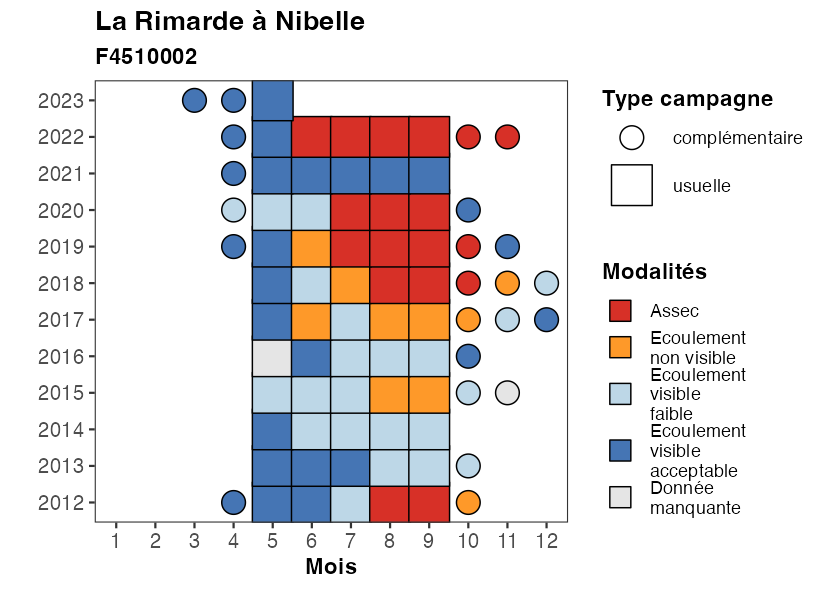 La Rimarde à Nibelle
F4510002
2023
2022
2021
2020
2019
2018
2017
2016
2015
2014
2013
2012
1 2 3 4 5 6 7 8 9 10 11 12
Mois
Type campagne
complémentaire
usuelle
Modalités
Assec
Ecoulement
non visible
Ecoulement
visible
faible
Ecoulement
visible
acceptable
Donnée
manquante